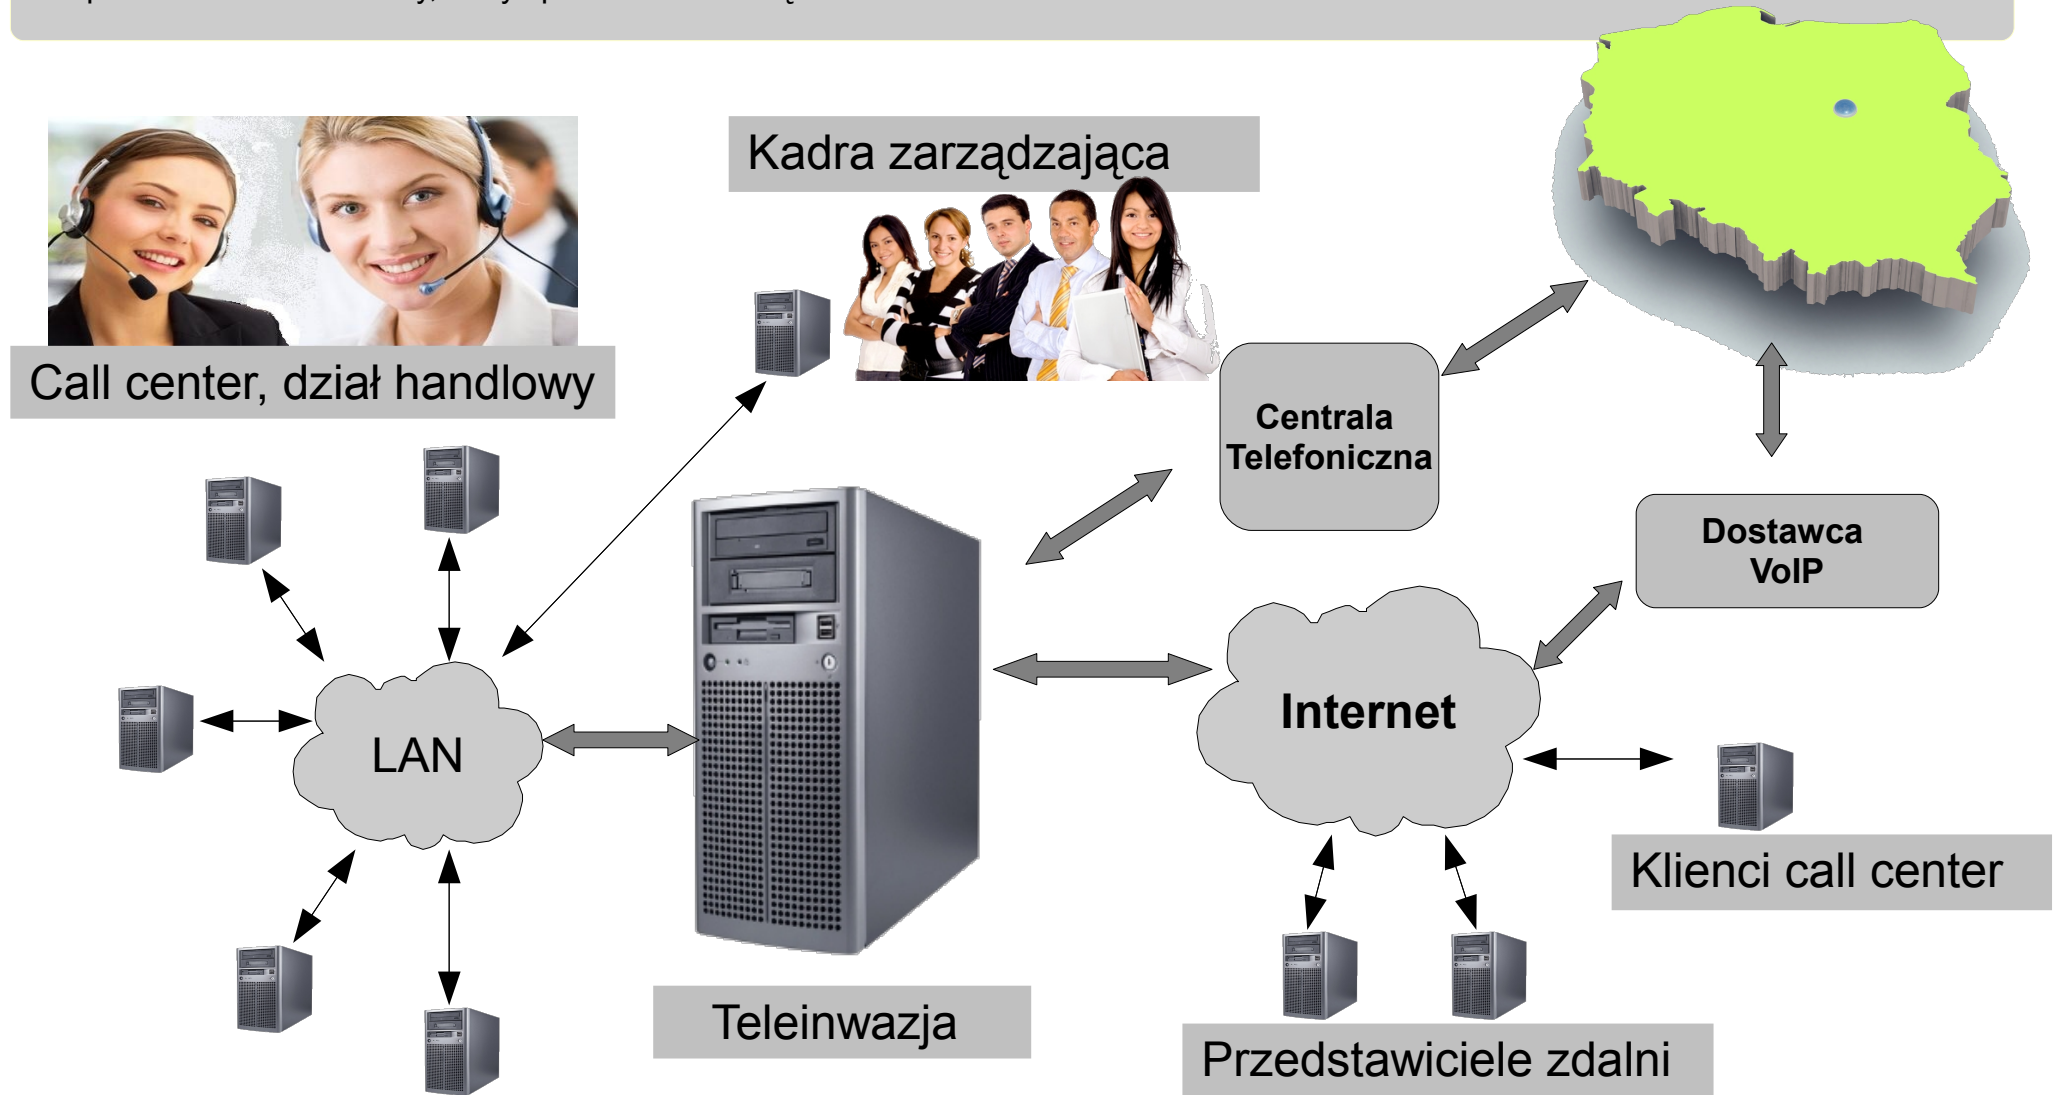 Kadra zarządzająca
Call center, dział handlowy
Centrala
Telefoniczna
Dostawca
VoIP
Internet
LAN
Klienci call center
Teleinwazja
Przedstawiciele zdalni